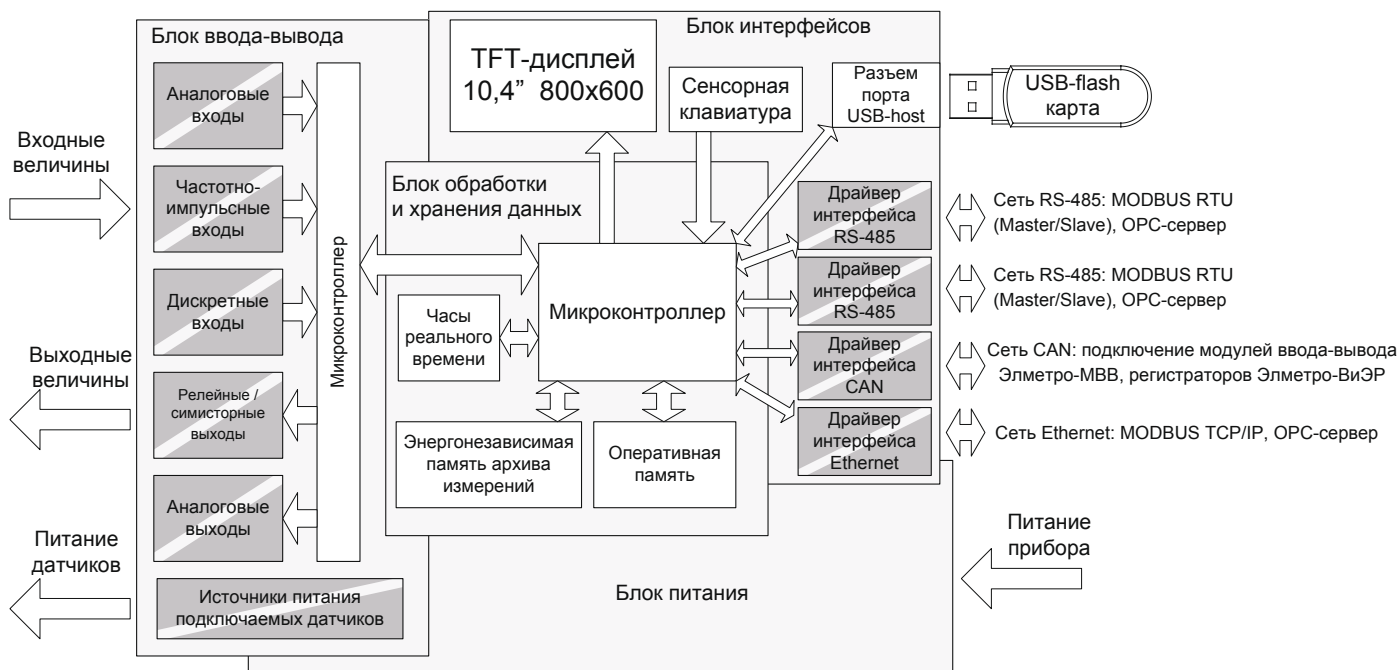 Блок ввода-вывода
Аналоговые
входы
Частотно-
импульсные
входы
Дискретные
входы
Релейные /
симисторные
выходы
Аналоговые
выходы
Источники питания
подключаемых датчиков
Микроконтроллер
Входные
величины
Выходные
величины
Питание
датчиков
Блок интерфейсов
TFT-дисплей
10,4” 800x600
Сенсорная
клавиатура
Разъем
порта
USB-host
USB-flash
карта
Блок обработки
и хранения данных
Микроконтроллер
Часы
реального
времени
Энергонезависимая
память архива
измерений
Оперативная
память
Драйвер
интерфейса
RS-485
Драйвер
интерфейса
RS-485
Драйвер
интерфейса
CAN
Драйвер
интерфейса
Ethernet
Сеть RS-485: MODBUS RTU
(Master/Slave), ОРС-сервер
Сеть RS-485: MODBUS RTU
(Master/Slave), ОРС-сервер
Сеть CAN: подключение модулей ввода-вывода
Элметро-МВВ, регистраторов Элметро-ВиЭР
Сеть Ethernet: MODBUS TCP/IP, ОРС-сервер
Питание
прибора
Блок питания